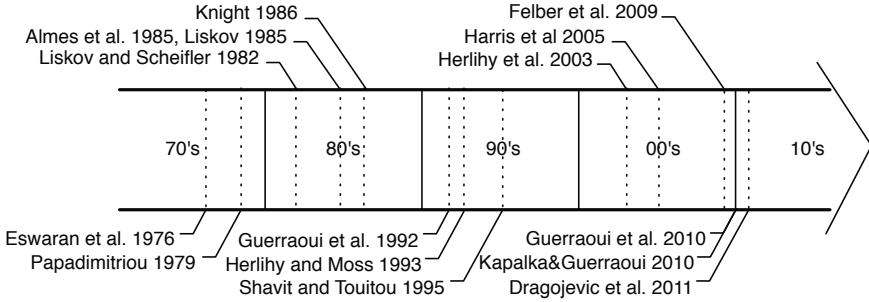 Knight 1986
Felber et al. 2009
Almes et al. 1985, Liskov 1985
Harris et al 2005
Liskov and Scheifler 1982
Herlihy et al. 2003
70's
80's
90's
00's
10's
Eswaran et al. 1976
Guerraoui et al. 1992
Guerraoui et al. 2010
Papadimitriou 1979
Herlihy and Moss 1993
Kapalka&Guerraoui 2010
Shavit and Touitou 1995
Dragojevic et al. 2011